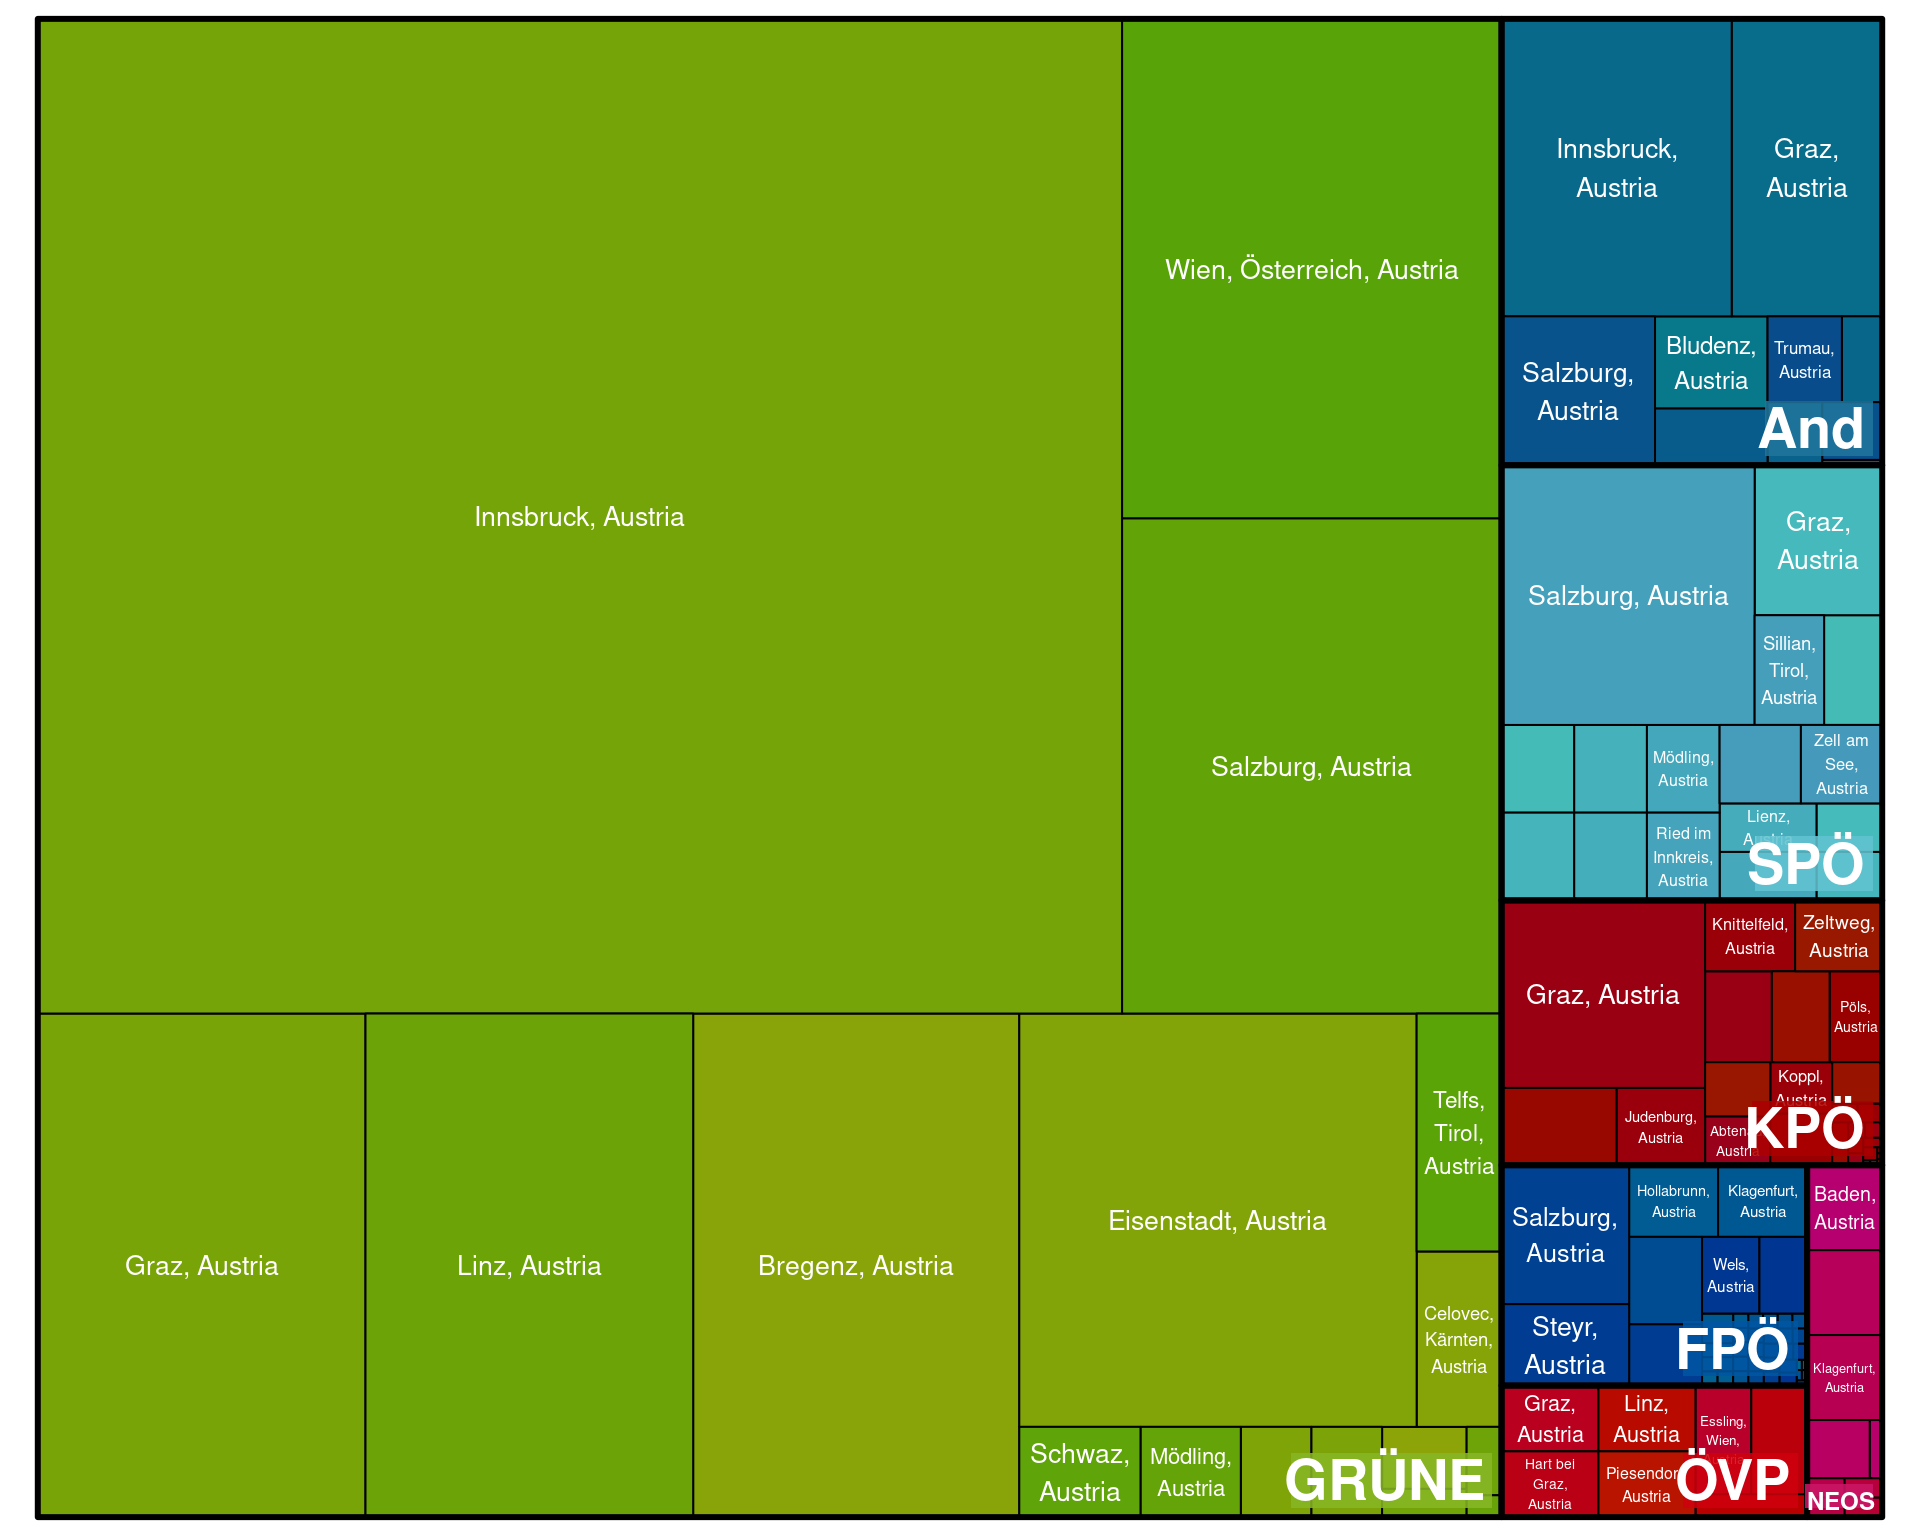 Innsbruck, Austria
Wien, Österreich, Austria
Salzburg, Austria
Graz, Austria
Linz, Austria
Bregenz, Austria
Eisenstadt, Austria
Telfs,
Tirol,
Austria
Celovec,
Kärnten,
Austria
Schwaz,
Austria
Mödling,
Austria
GRÜNE
Innsbruck,
Austria
Graz,
Austria
Salzburg,
Austria
Bludenz,
Austria
Trumau,
Austria
And
Salzburg, Austria
Graz,
Austria
Sillian,
Tirol,
Austria
Mödling,
Austria
Zell am
See,
Austria
Ried im
Innkreis,
Austria
Lienz,
Austria
SPÖ
Graz, Austria
Knittelfeld,
Austria
Zeltweg,
Austria
Pöls,
Austria
Koppl,
Austria
Judenburg,
Austria
Austria
KPÖ
Salzburg,
Austria
Hollabrunn,
Austria
Klagenfurt,
Austria
Wels,
Austria
Steyr,
Austria
FPÖ
Baden,
Austria
Klagenfurt,
Austria
NEOS
Graz,
Austria
Linz,
Austria
Essling,
Wien,
Hart bei
Graz,
Austria
Piesendorf,
Austria
ÖVP